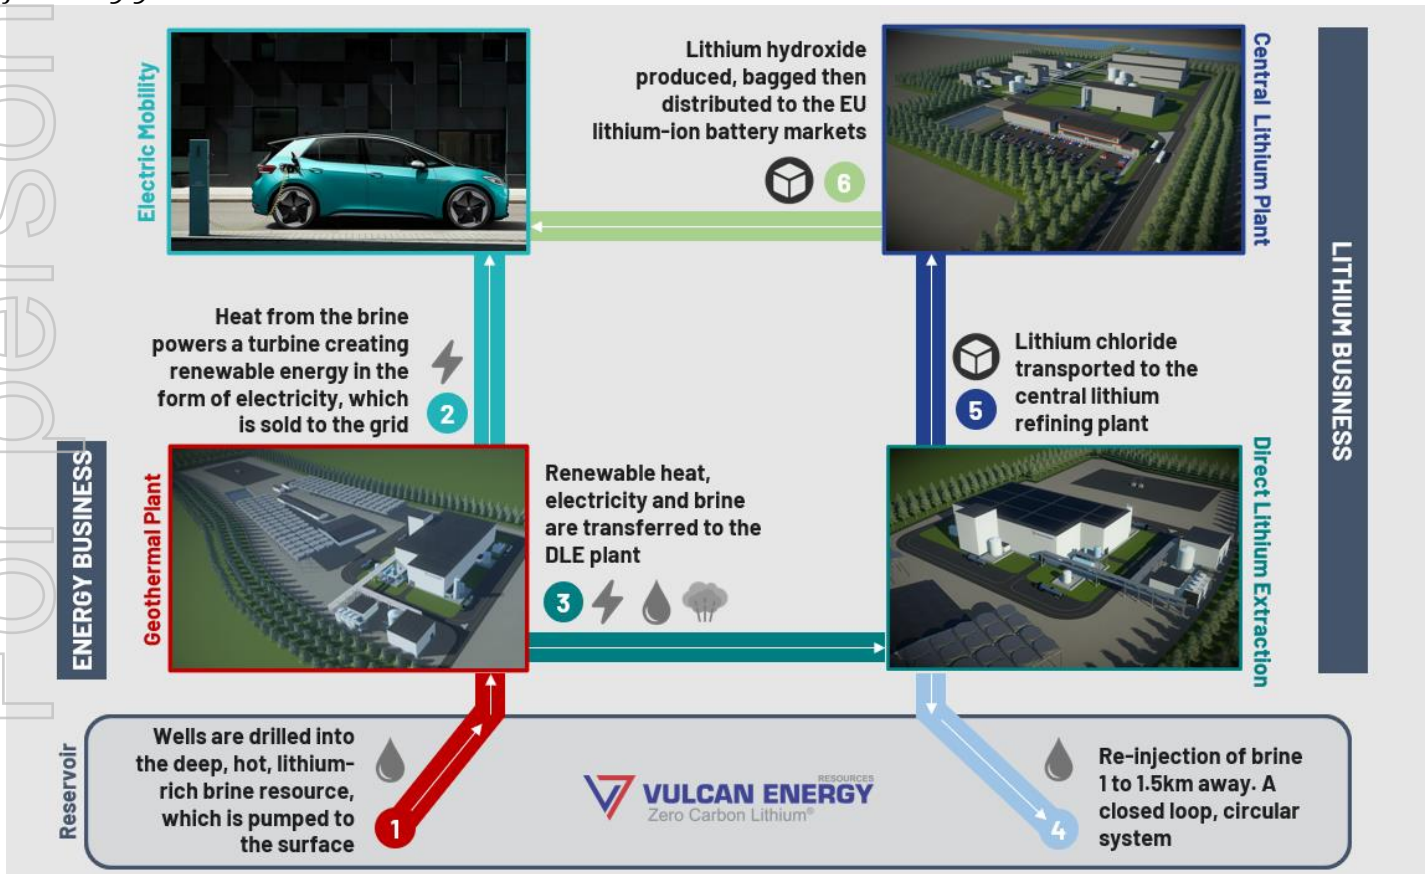 For person
Electric Mobility
Lithium hydroxide
produced, bagged then
distributed to the EU
lithium-ion battery markets
6
Central Lithium Plant
LITHIUM BUSINESS
Heat from the brine
powers a turbine creating
renewable energy in the
form of electricity, which
is sold to the grid
2
Lithium chloride
transported to the
central lithium
refining plant
5
ENERGY BUSINESS
Geothermal Plant
Renewable heat,
electricity and brine
are transferred to the
DLE plant
3
Direct Lithium Extraction
Reservoir
Wells are drilled into
the deep, hot, lithium-
rich brine resource,
which is pumped to
the surface
1
VULCAN ENERGY
RESOURCES
Zero Carbon Lithium®
4
Re-injection of brine
1 to 1.5km away. A
closed loop, circular
system